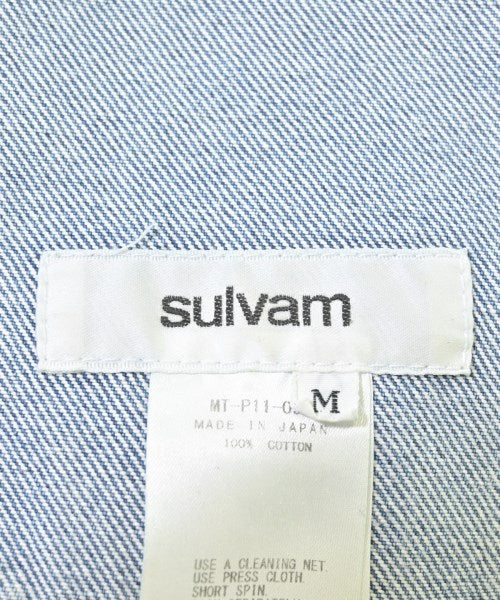 sulvam
M
MT-P11-0
MADE IN JAPAN
100% COTTON
USE A CLEANING NET.
USE PRESS CLOTH.
SHORT SPIN.